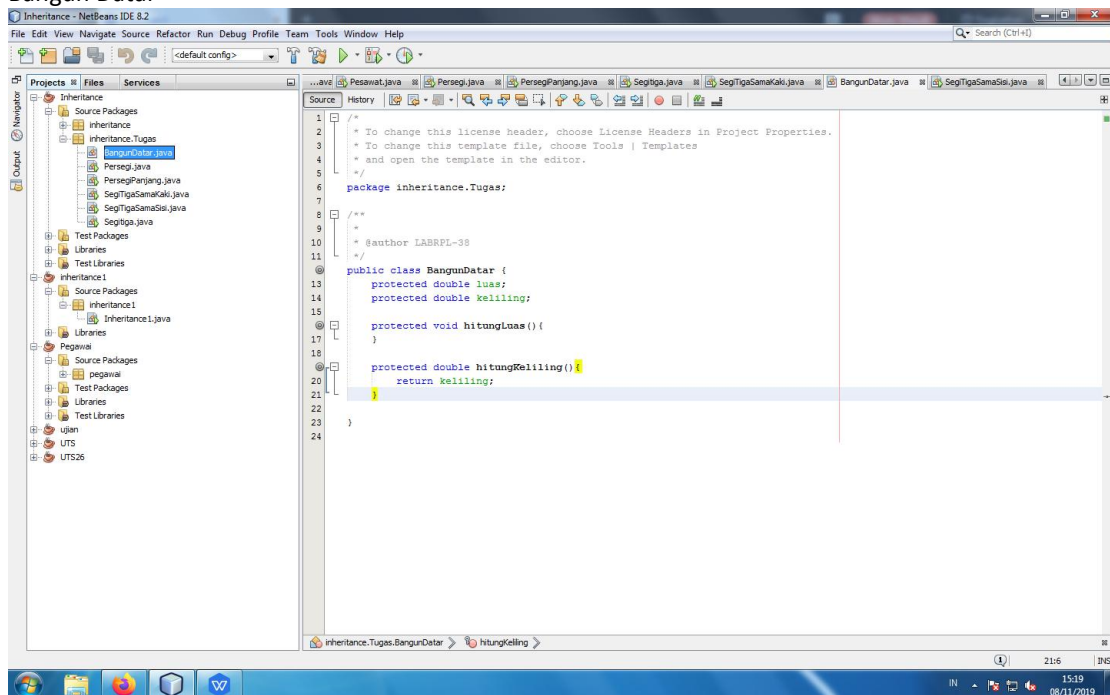 Bangun Datar
Inheritance - NetBeans IDE 8.2
File Edit View Navigate Source Refactor Run Debug Profile Team Tools Window Help
Search (Ctrl+I)
<default config>
Projects Files Services
Navigator
Output
Inheritance
Source Packages
inheritance
inheritance.Tugas
BangunDatar.java
Persegi.java
PersegiPanjang.java
SegiTigaSamaKaki.java
SegiTigaSamaSisi.java
Segitiga.java
Test Packages
Libraries
Test Libraries
inheritance1
Source Packages
inheritance1
Inheritance1.java
Libraries
Pegawai
Source Packages
pegawai
Test Packages
Libraries
Test Libraries
ujian
UTS
UTS26
...ava Pesawat.java Persegi.java PersegiPanjang.java Segitiga.java SegiTigaSamaKaki.java BangunDatar.java SegiTigaSamaSisi.java
Source History
1 /*
2 * To change this license header, choose License Headers in Project Properties.
3 * To change this template file, choose Tools | Templates
4 * and open the template in the editor.
5 */
6 package inheritance.Tugas;
7
8 /**
9 *
10 * @author LABRPL-38
11 */
public class BangunDatar {
13 protected double luas;
14 protected double keliling;
15
protected void hitungLuas(){
17 }
18
protected double hitungKeliling(){
20 return keliling;
21 }
22
23 }
24
inheritance.Tugas.BangunDatar hitungKeliling
1 21:6 INS
IN 15:19
08/11/2019